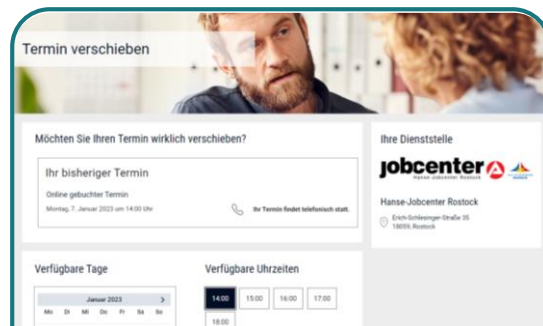 Termin verschieben
Möchten Sie Ihren Termin wirklich verschieben?
Ihr bisheriger Termin
Online gebuchter Termin
Montag, 7. Januar 2023 um 14:00 Uhr
Ihr Termin findet telefonisch statt.
Ihre Dienststelle
jobcenter
Hanse-Jobcenter Rostock
Hanse-Jobcenter Rostock
Erich-Schlesinger-Straße 35
18059, Rostock
Verfügbare Tage
Januar 2023 >
Mo Di Mi Do Fr Sa So
Verfügbare Uhrzeiten
14:00 15:00 16:00 17:00
18:00